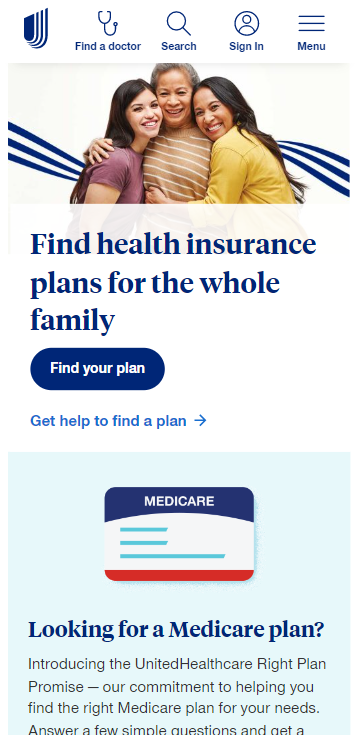 Find a doctor
Search
Sign In
Menu
Find health insurance
plans for the whole
family
Find your plan
Get help to find a plan →
MEDICARE
Looking for a Medicare plan?
Introducing the UnitedHealthcare Right Plan
Promise — our commitment to helping you
find the right Medicare plan for your needs.
Answer a few simple questions and get a